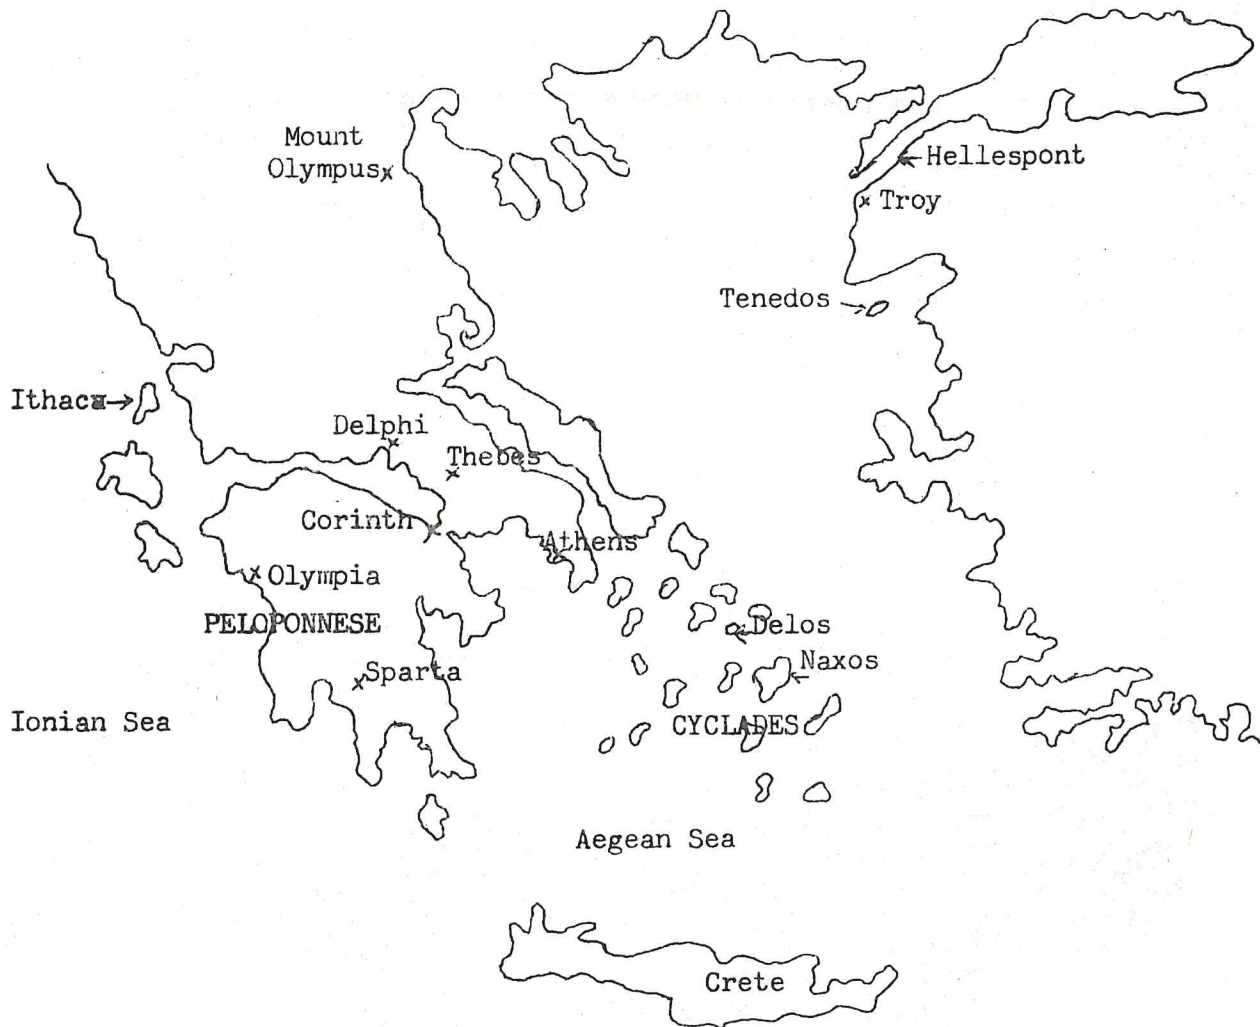 Mount
Olympus
Hellespont
Troy
Tenedos
Ithaca
Delphi
Thebes
Corinth
Athens
Olympia
PELOPONNESE
Delos
Sparta
Naxos
Ionian Sea
CYCLADES
Aegean Sea
Crete